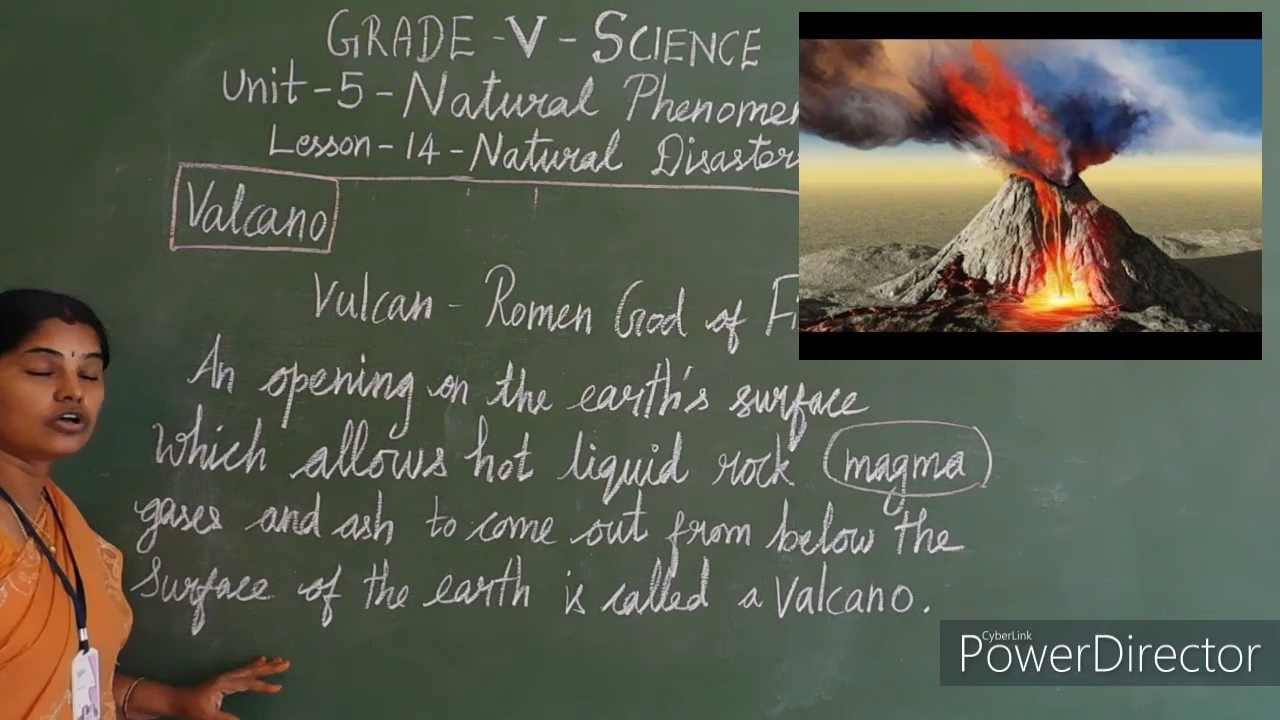 GRADE - V - SCIENCE
Unit - 5 - Natural Phenomen
Lesson - 14 - Natural Disaster
Valcano
Vulcan - Romen God of Fi
An opening on the earth's surface
which allows hot liquid rock magma
gases and ash to come out from below the
surface of the earth is called a Valcano.
CyberLink
PowerDirector